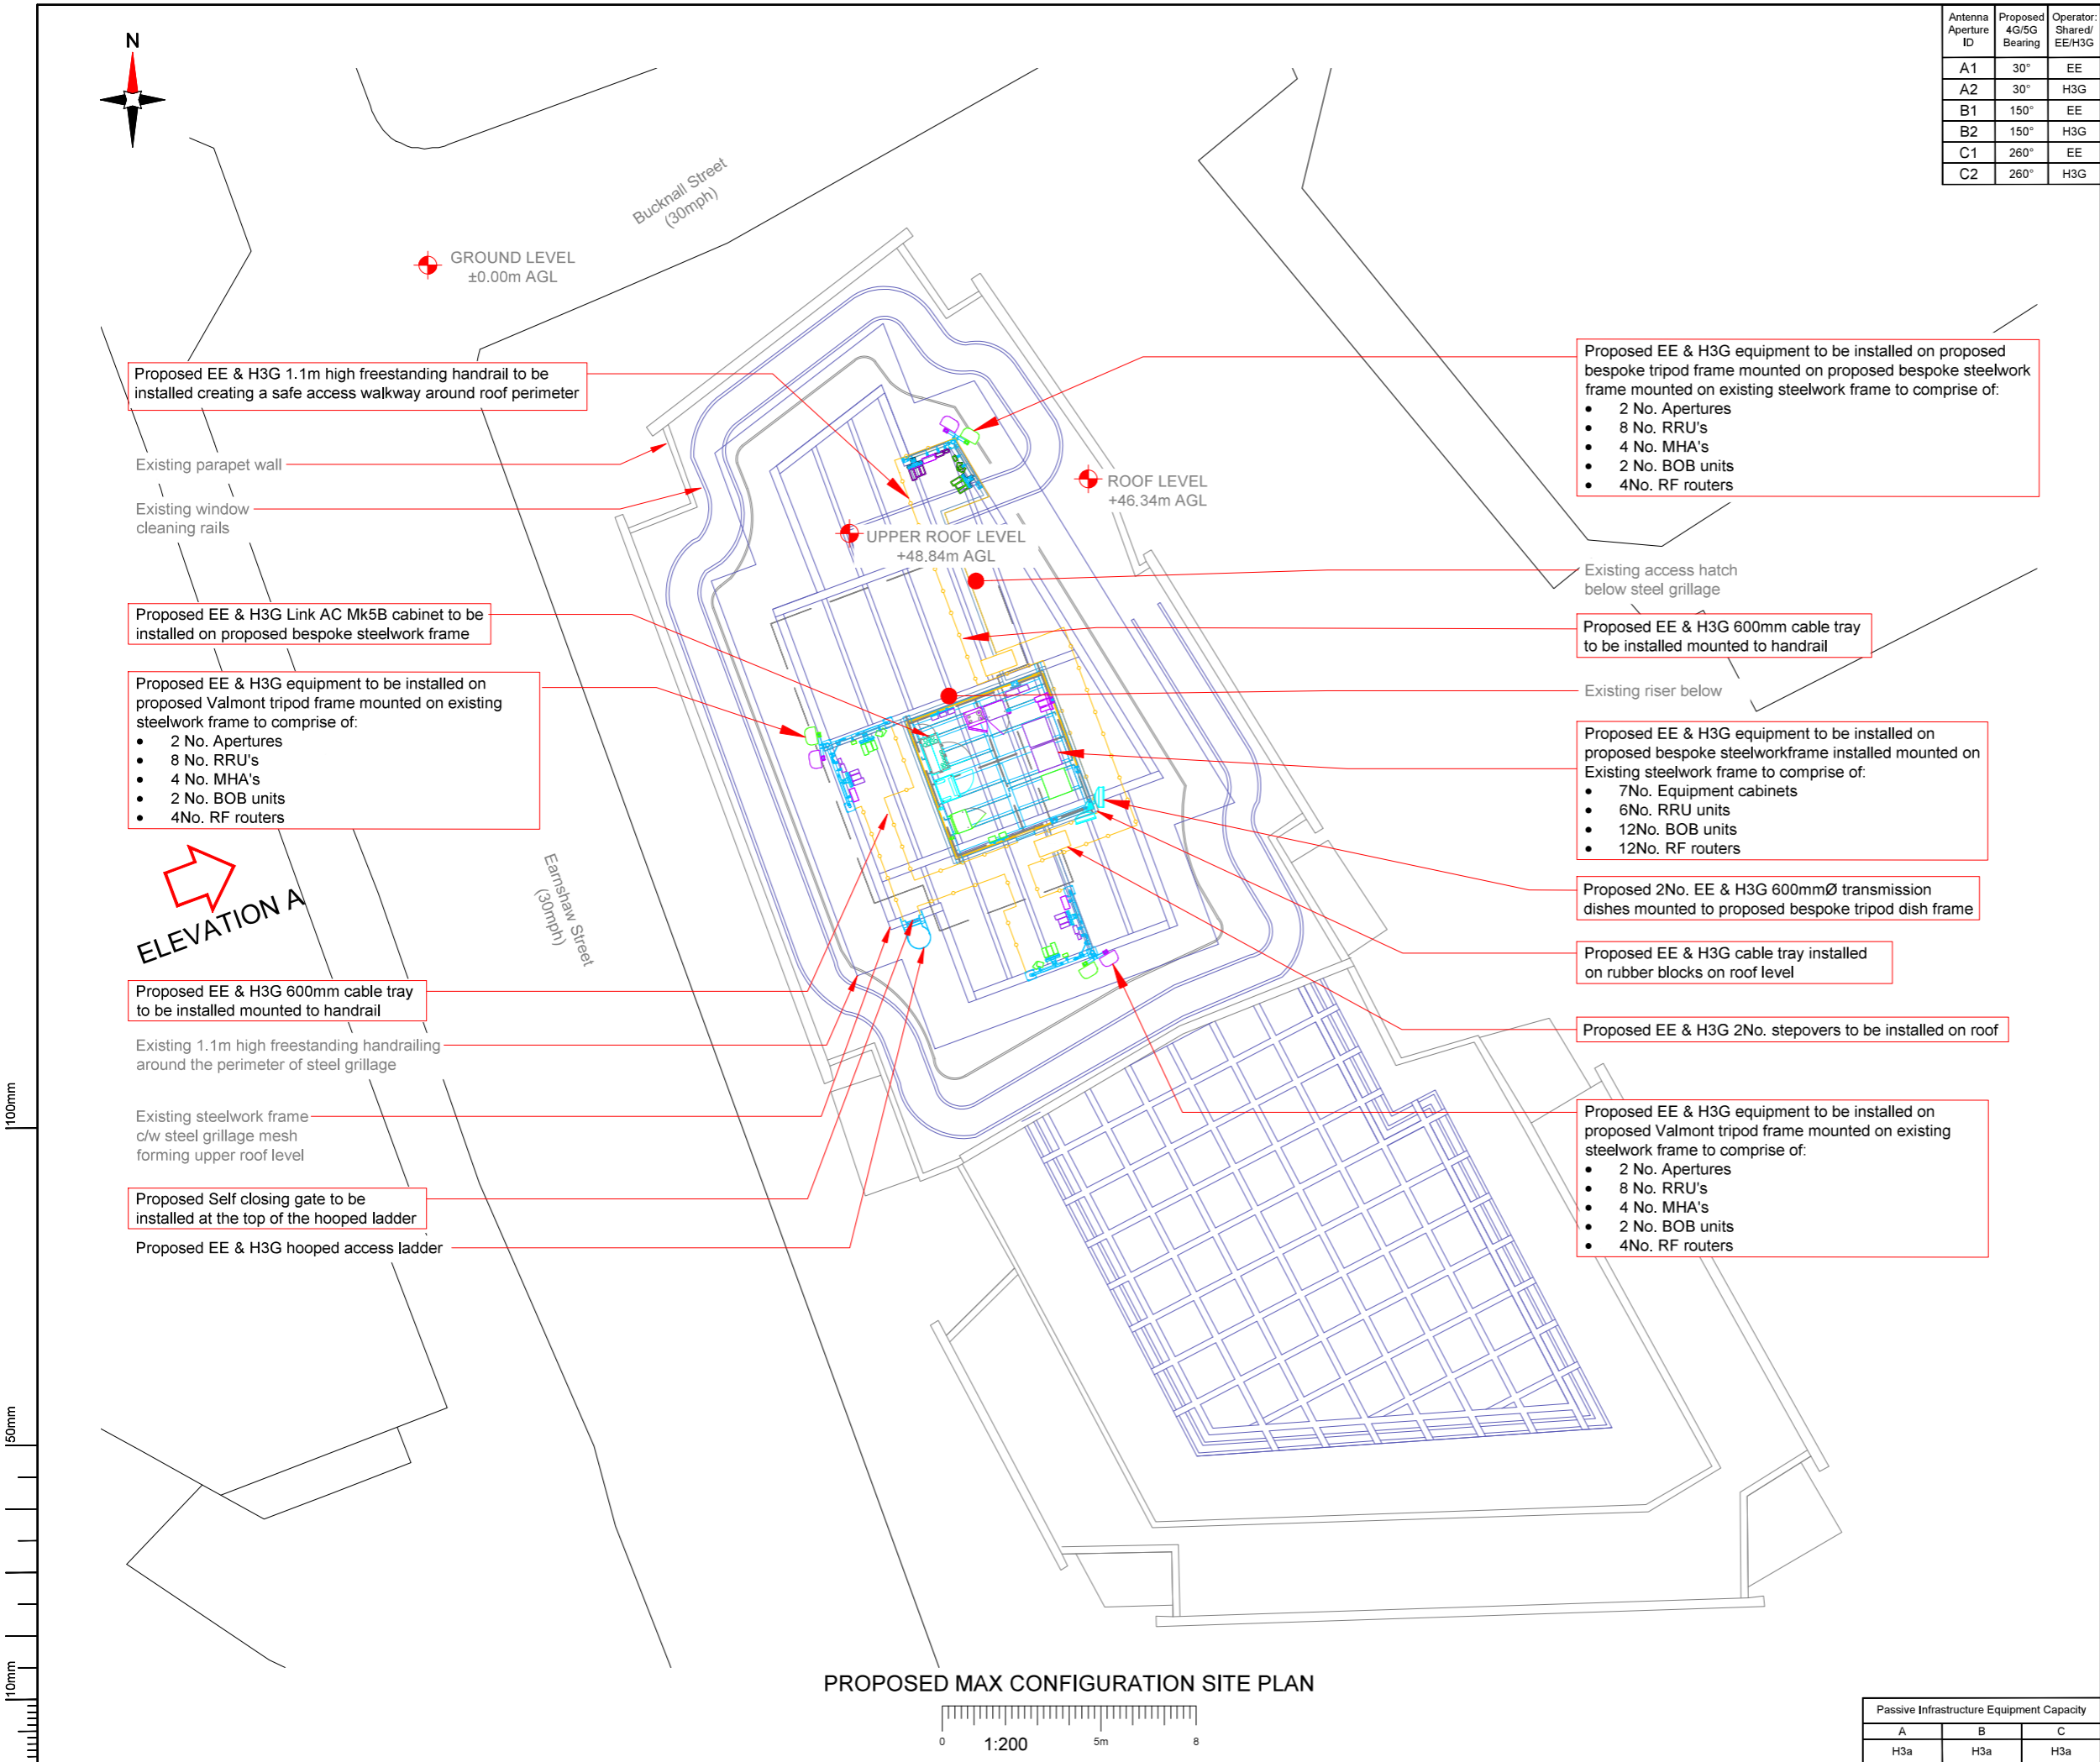 N
Antenna Aperture ID
Proposed 4G/5G Bearing
Operator: Shared/ EE/H3G
A1 30° EE
A2 30° H3G
B1 150° EE
B2 150° H3G
C1 260° EE
C2 260° H3G
Bucknall Street
(30mph)
GROUND LEVEL
±0.00m AGL
Proposed EE & H3G 1.1m high freestanding handrail to be
installed creating a safe access walkway around roof perimeter
Existing parapet wall
Existing window
cleaning rails
Proposed EE & H3G Link AC Mk5B cabinet to be
installed on proposed bespoke steelwork frame
Proposed EE & H3G equipment to be installed on
proposed Valmont tripod frame mounted on existing
steelwork frame to comprise of:
• 2 No. Apertures
• 8 No. RRU's
• 4 No. MHA's
• 2 No. BOB units
• 4No. RF routers
ELEVATION A
Earnshaw Street
(30mph)
Proposed EE & H3G 600mm cable tray
to be installed mounted to handrail
Existing 1.1m high freestanding handrailing
around the perimeter of steel grillage
Existing steelwork frame
c/w steel grillage mesh
forming upper roof level
Proposed Self closing gate to be
installed at the top of the hooped ladder
Proposed EE & H3G hooped access ladder
ROOF LEVEL
+46.34m AGL
UPPER ROOF LEVEL
+48.84m AGL
Proposed EE & H3G equipment to be installed on proposed
bespoke tripod frame mounted on proposed bespoke steelwork
frame mounted on existing steelwork frame to comprise of:
• 2 No. Apertures
• 8 No. RRU's
• 4 No. MHA's
• 2 No. BOB units
• 4No. RF routers
Existing access hatch
below steel grillage
Proposed EE & H3G 600mm cable tray
to be installed mounted to handrail
Existing riser below
Proposed EE & H3G equipment to be installed on
proposed bespoke steelworkframe installed mounted on
Existing steelwork frame to comprise of:
• 7No. Equipment cabinets
• 6No. RRU units
• 12No. BOB units
• 12No. RF routers
Proposed 2No. EE & H3G 600mmØ transmission
dishes mounted to proposed bespoke tripod dish frame
Proposed EE & H3G cable tray installed
on rubber blocks on roof level
Proposed EE & H3G 2No. stepovers to be installed on roof
Proposed EE & H3G equipment to be installed on
proposed Valmont tripod frame mounted on existing
steelwork frame to comprise of:
• 2 No. Apertures
• 8 No. RRU's
• 4 No. MHA's
• 2 No. BOB units
• 4No. RF routers
100mm
50mm
10mm
PROPOSED MAX CONFIGURATION SITE PLAN
0 1:200 5m 8
Passive Infrastructure Equipment Capacity
A B C
H3a H3a H3a